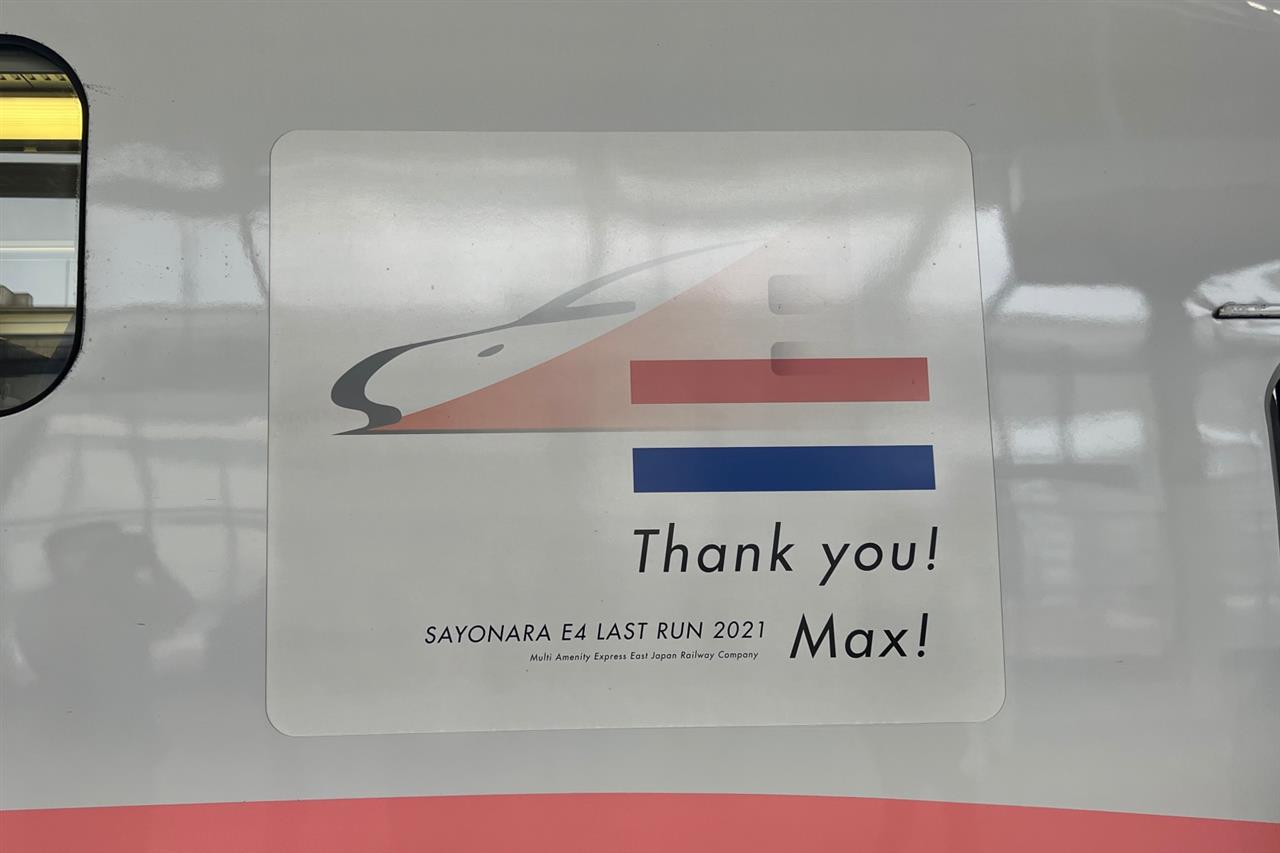 Thank you!
Max!
SAYONARA E4 LAST RUN 2021
Multi Amenity Express East Japan Railway Company